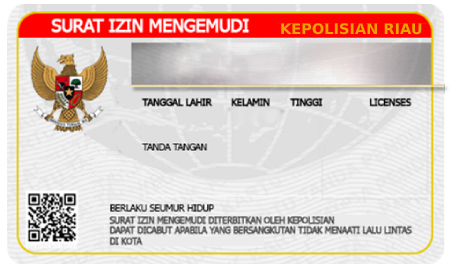 SURAT IZIN MENGEMUDI
KEPOLISIAN RIAU
TANGGAL LAHIR KELAMIN TINGGI LICENSES
TANDA TANGAN
BERLAKU SEUMUR HIDUP
SURAT IZIN MENGEMUDI DITERBITKAN OLEH KEPOLISIAN
DAPAT DICABUT APABILA YANG BERSANGKUTAN TIDAK MENAATI LALU LINTAS
DI KOTA